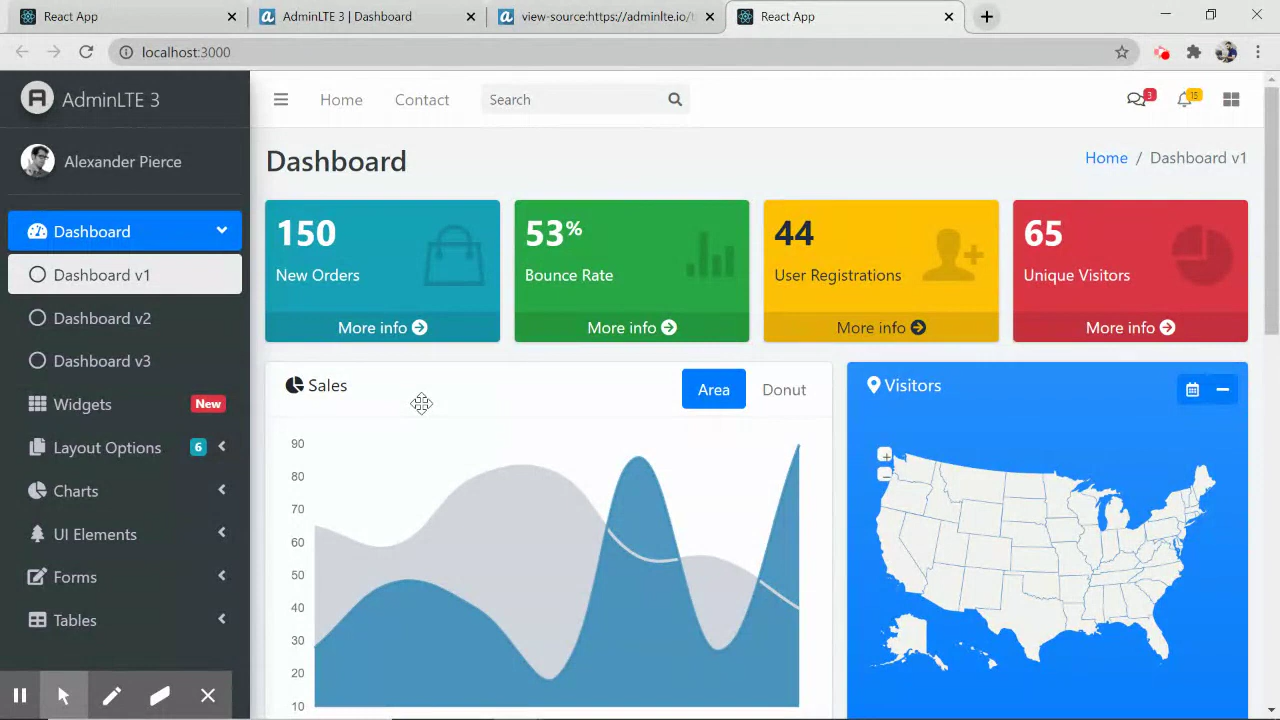 React App
AdminLTE 3 | Dashboard
view-source:https://adminlte.io/t
React App
localhost:3000
AdminLTE 3
Home
Contact
Search
3
15
Alexander Pierce
Dashboard
Home / Dashboard v1
Dashboard
Dashboard v1
Dashboard v2
Dashboard v3
Widgets
New
Layout Options
6
Charts
UI Elements
Forms
Tables
150
New Orders
More info
53%
Bounce Rate
More info
44
User Registrations
More info
65
Unique Visitors
More info
Sales
Area
Donut
90
80
70
60
50
40
30
20
10
Visitors
+
−